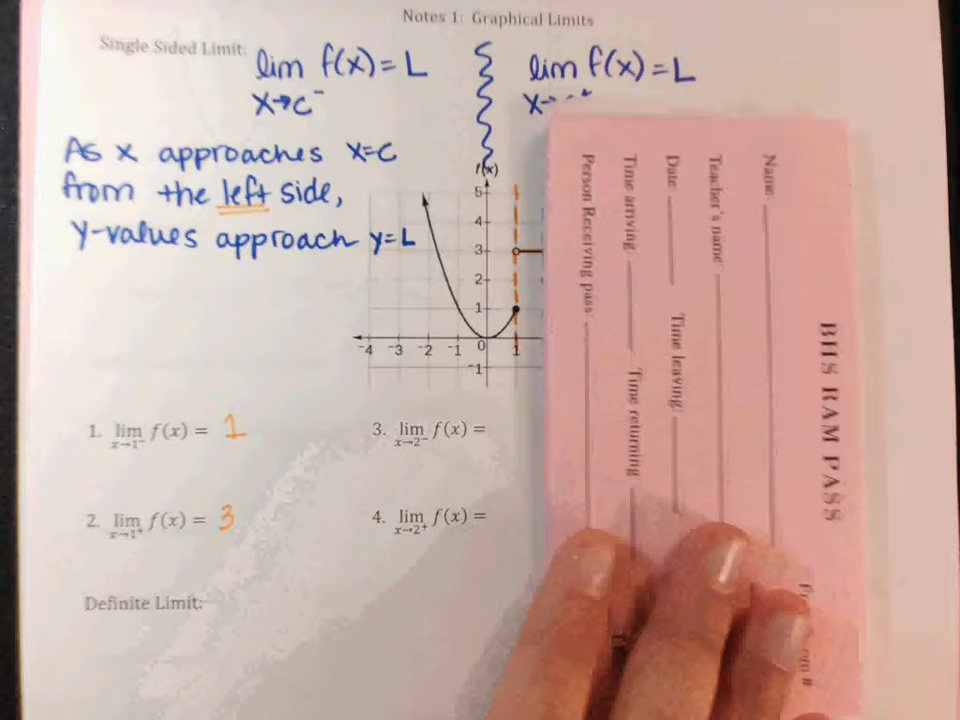 Notes 1: Graphical Limits
Single Sided Limit:
lim f(x) = L
x→c⁻
lim f(x) = L
x→
As x approaches x=c
from the left side,
y-values approach y=L
f(x)
5
4
3
2
1
-4 -3 -2 -1 0 1
-1
1. lim f(x) = 1
x→1⁻
2. lim f(x) = 3
x→1⁺
3. lim f(x) =
x→2⁻
4. lim f(x) =
x→2⁺
Definite Limit:
BHS RAM PASS
Name:
Teacher's name
Date: Time leaving:
Time arriving Time returning
Person Receiving pass: